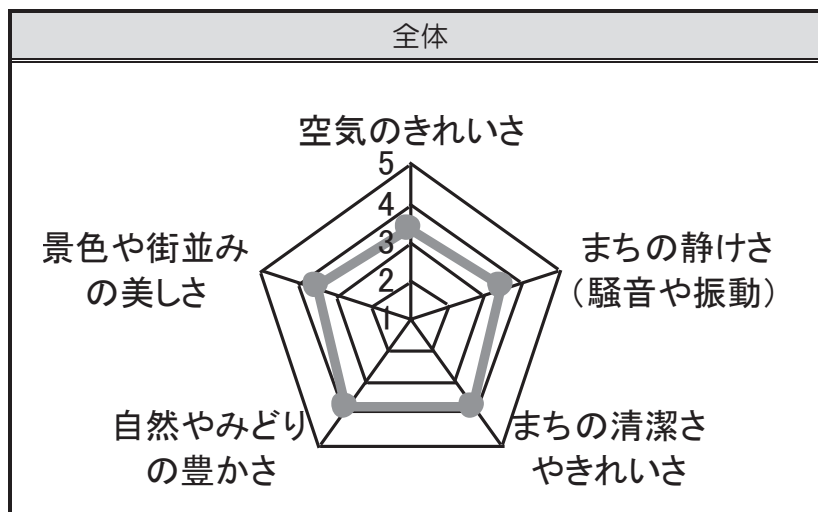 全体
空気のきれいさ
5
4
3
2
1
景色や街並み
の美しさ
まちの静けさ
（騒音や振動）
自然やみどり
の豊かさ
まちの清潔さ
やきれいさ